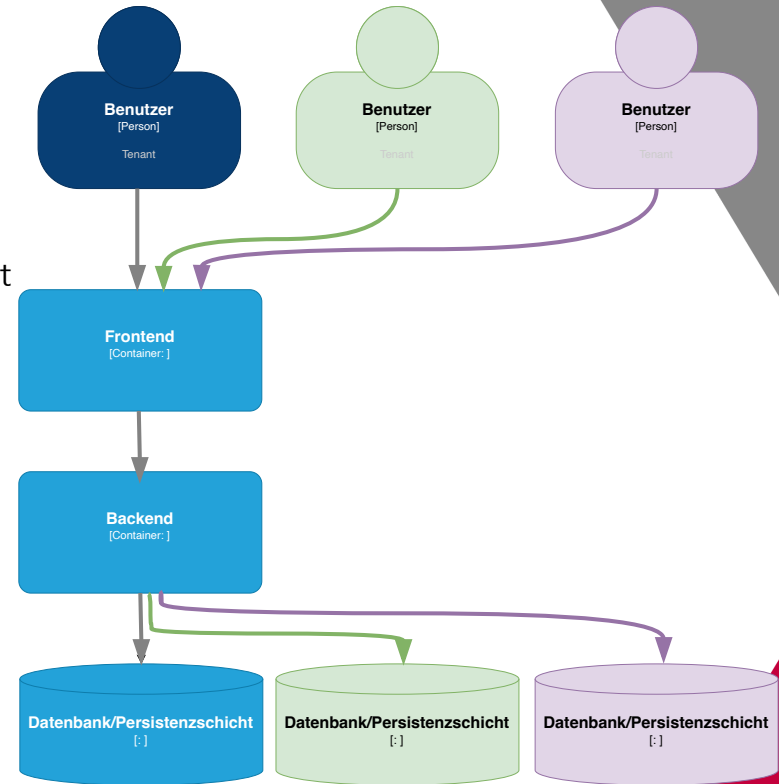 Benutzer
[Person]
Tenant
Benutzer
[Person]
Tenant
Benutzer
[Person]
Tenant
t
Frontend
[Container: ]
Backend
[Container: ]
Datenbank/Persistenzschicht
[: ]
Datenbank/Persistenzschicht
[: ]
Datenbank/Persistenzschicht
[: ]